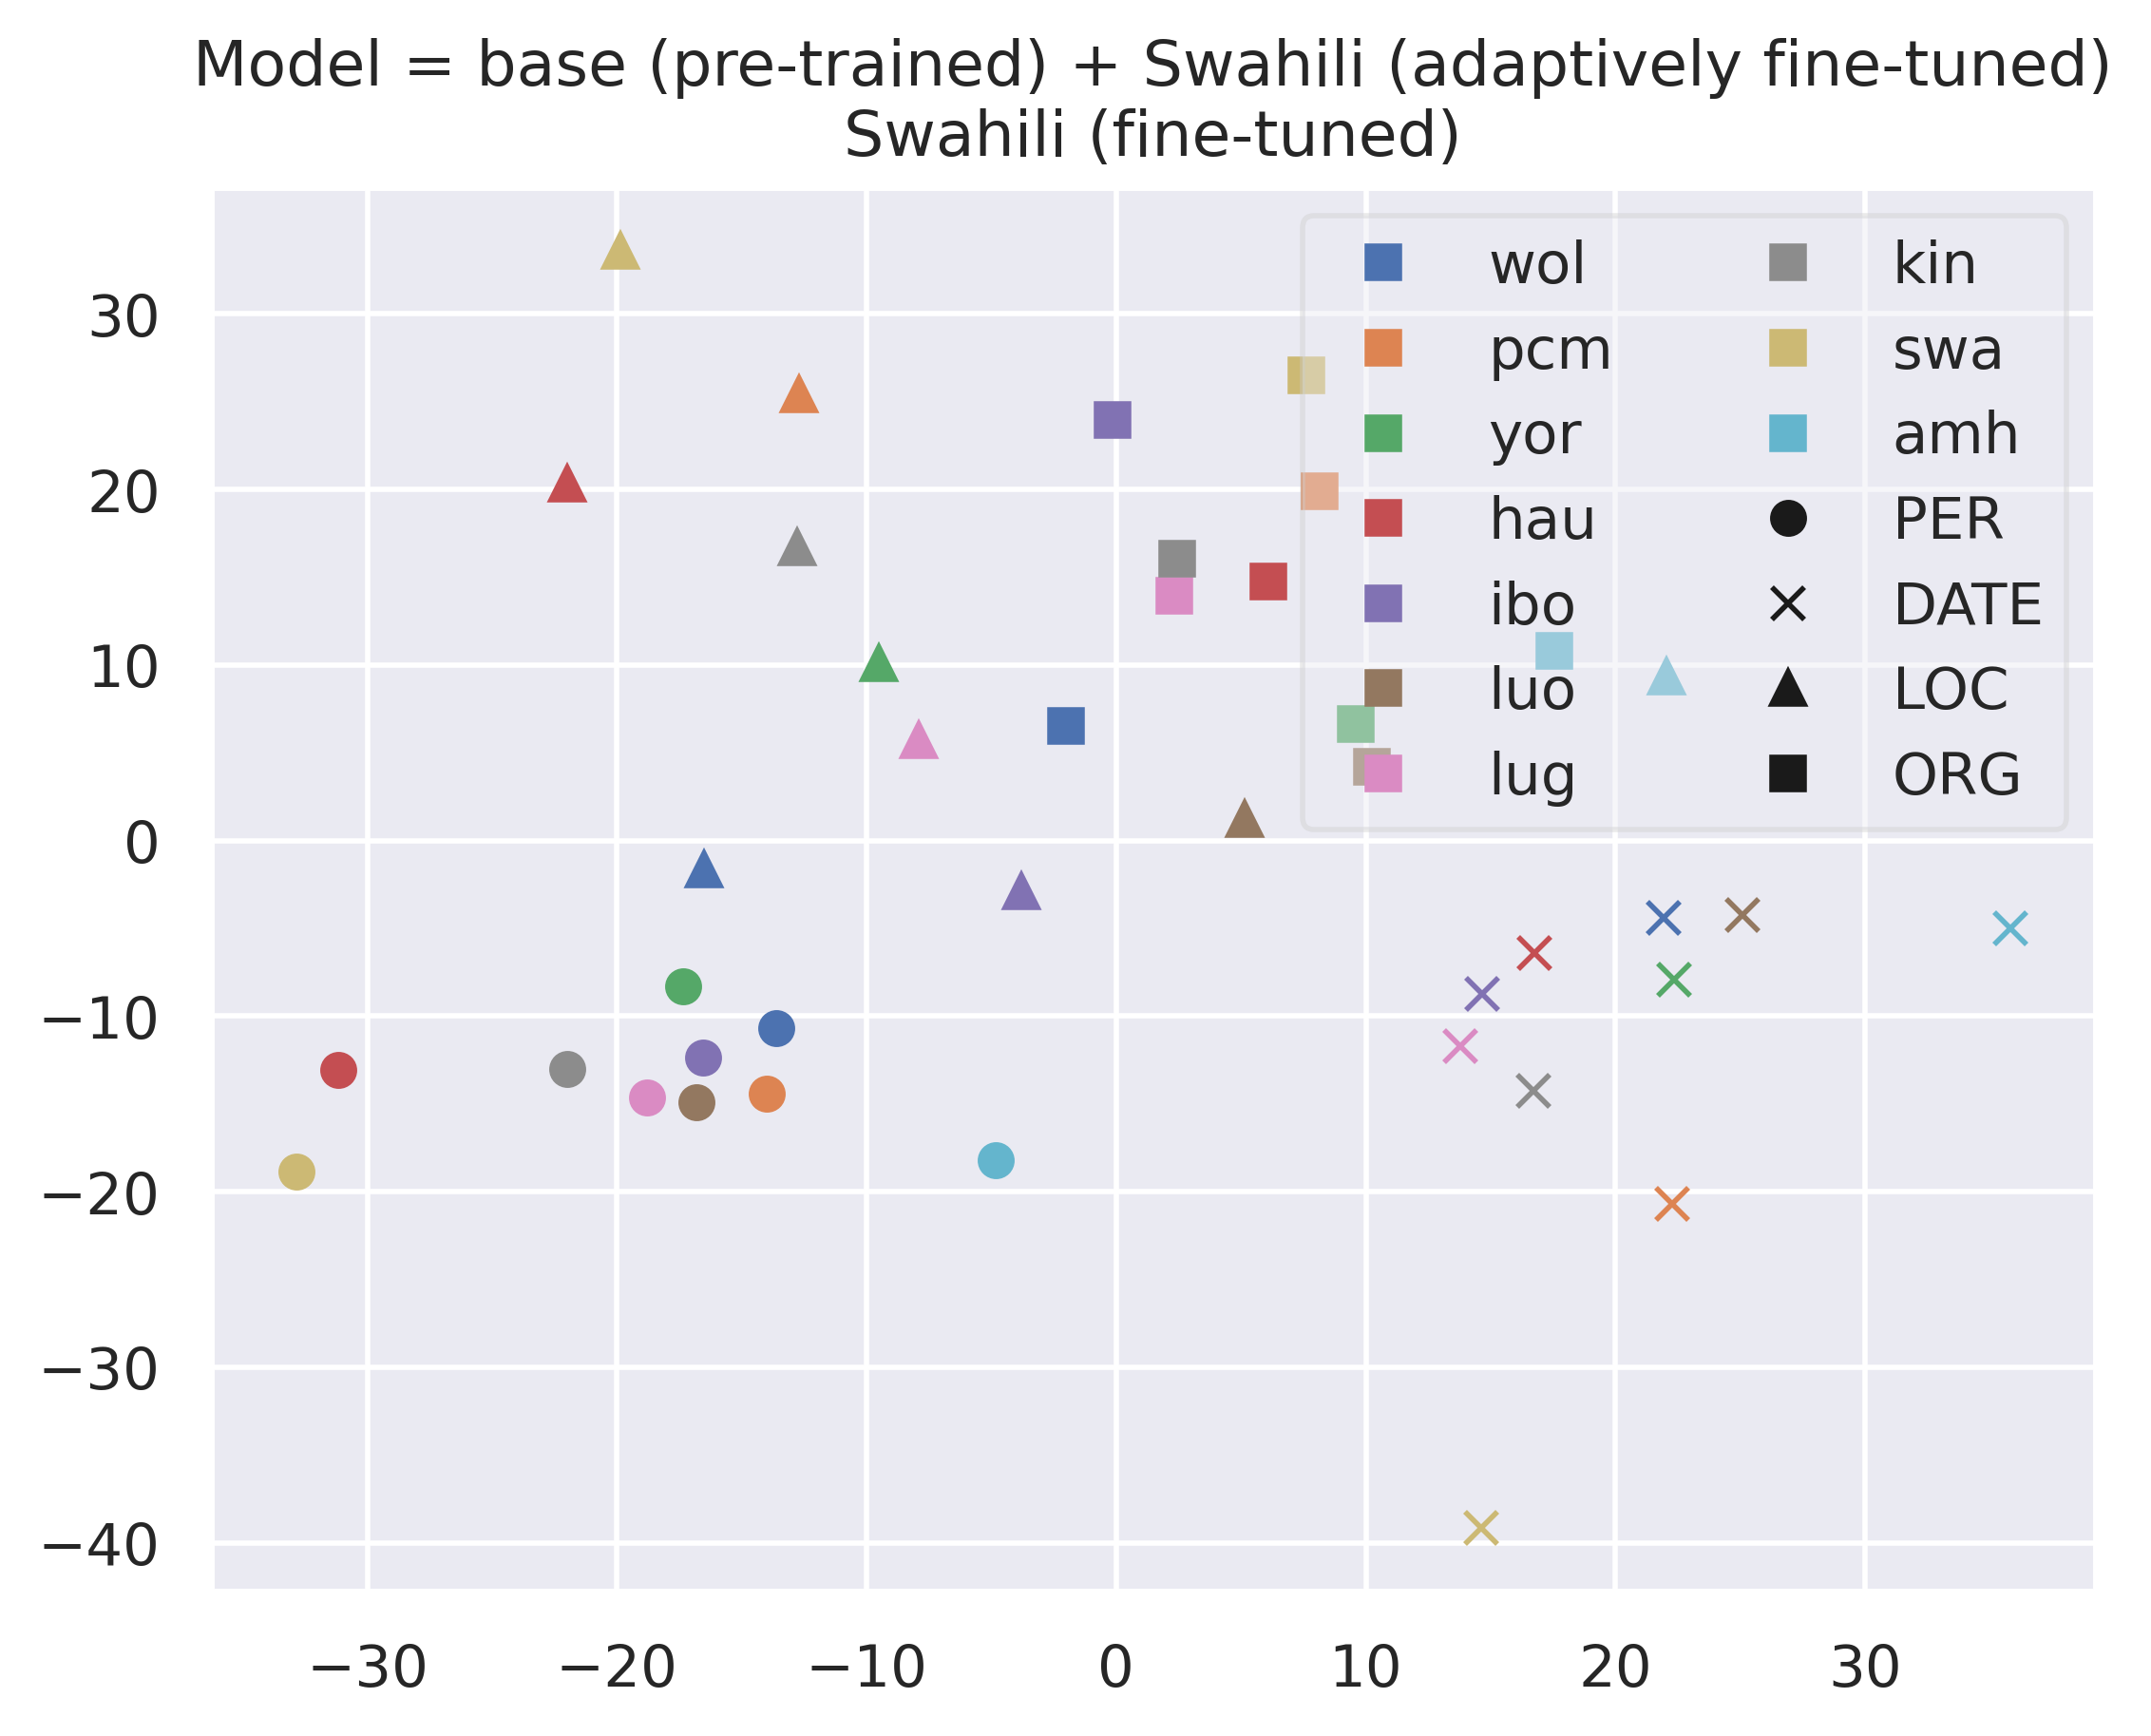 Model = base (pre-trained) + Swahili (adaptively fine-tuned)
Swahili (fine-tuned)
wol
pcm
yor
hau
ibo
luo
lug
kin
swa
amh
PER
DATE
LOC
ORG
30
20
10
0
−10
−20
−30
−40
−30
−20
−10
0
10
20
30